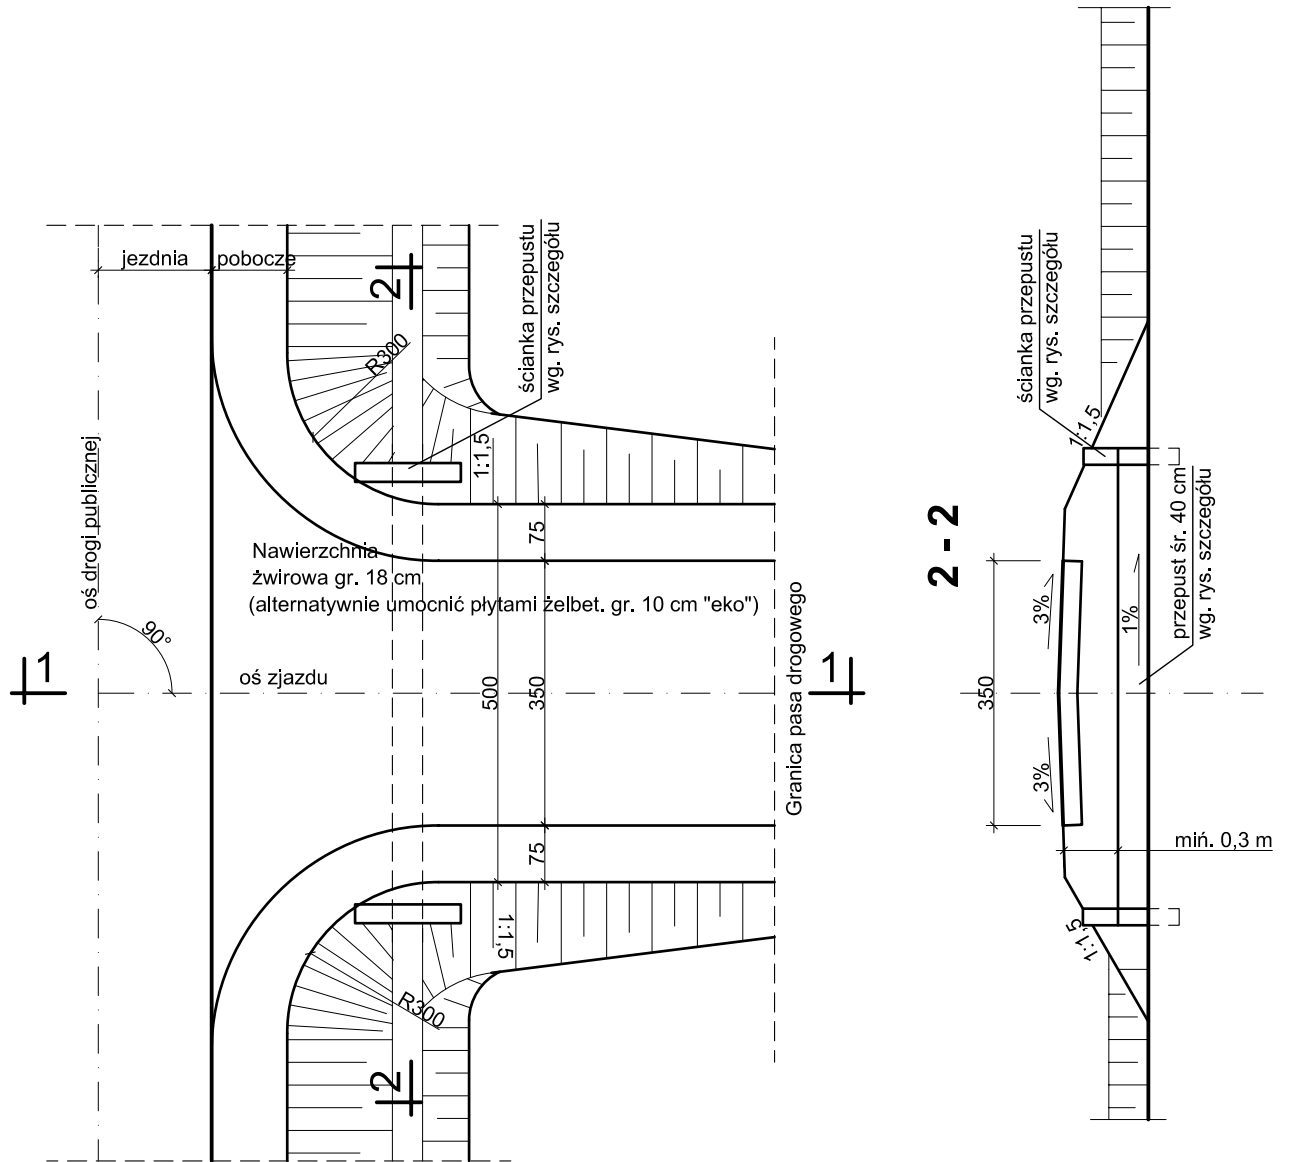 jezdnia
pobocze
2
R300
ścianka przepustu
wg. rys. szczegółu
1:1,5
oś drogi publicznej
75
Nawierzchnia
żwirowa gr. 18 cm
(alternatywnie umocnić płytami żelbet. gr. 10 cm "eko")
90°
1
oś zjazdu
500
350
1
Granica pasa drogowego
75
1:1,5
R300
2
ścianka przepustu
wg. rys. szczegółu
1:1,5
2 - 2
przepust śr. 40 cm
wg. rys. szczegółu
3%
1%
350
3%
miń. 0,3 m
1:1,5